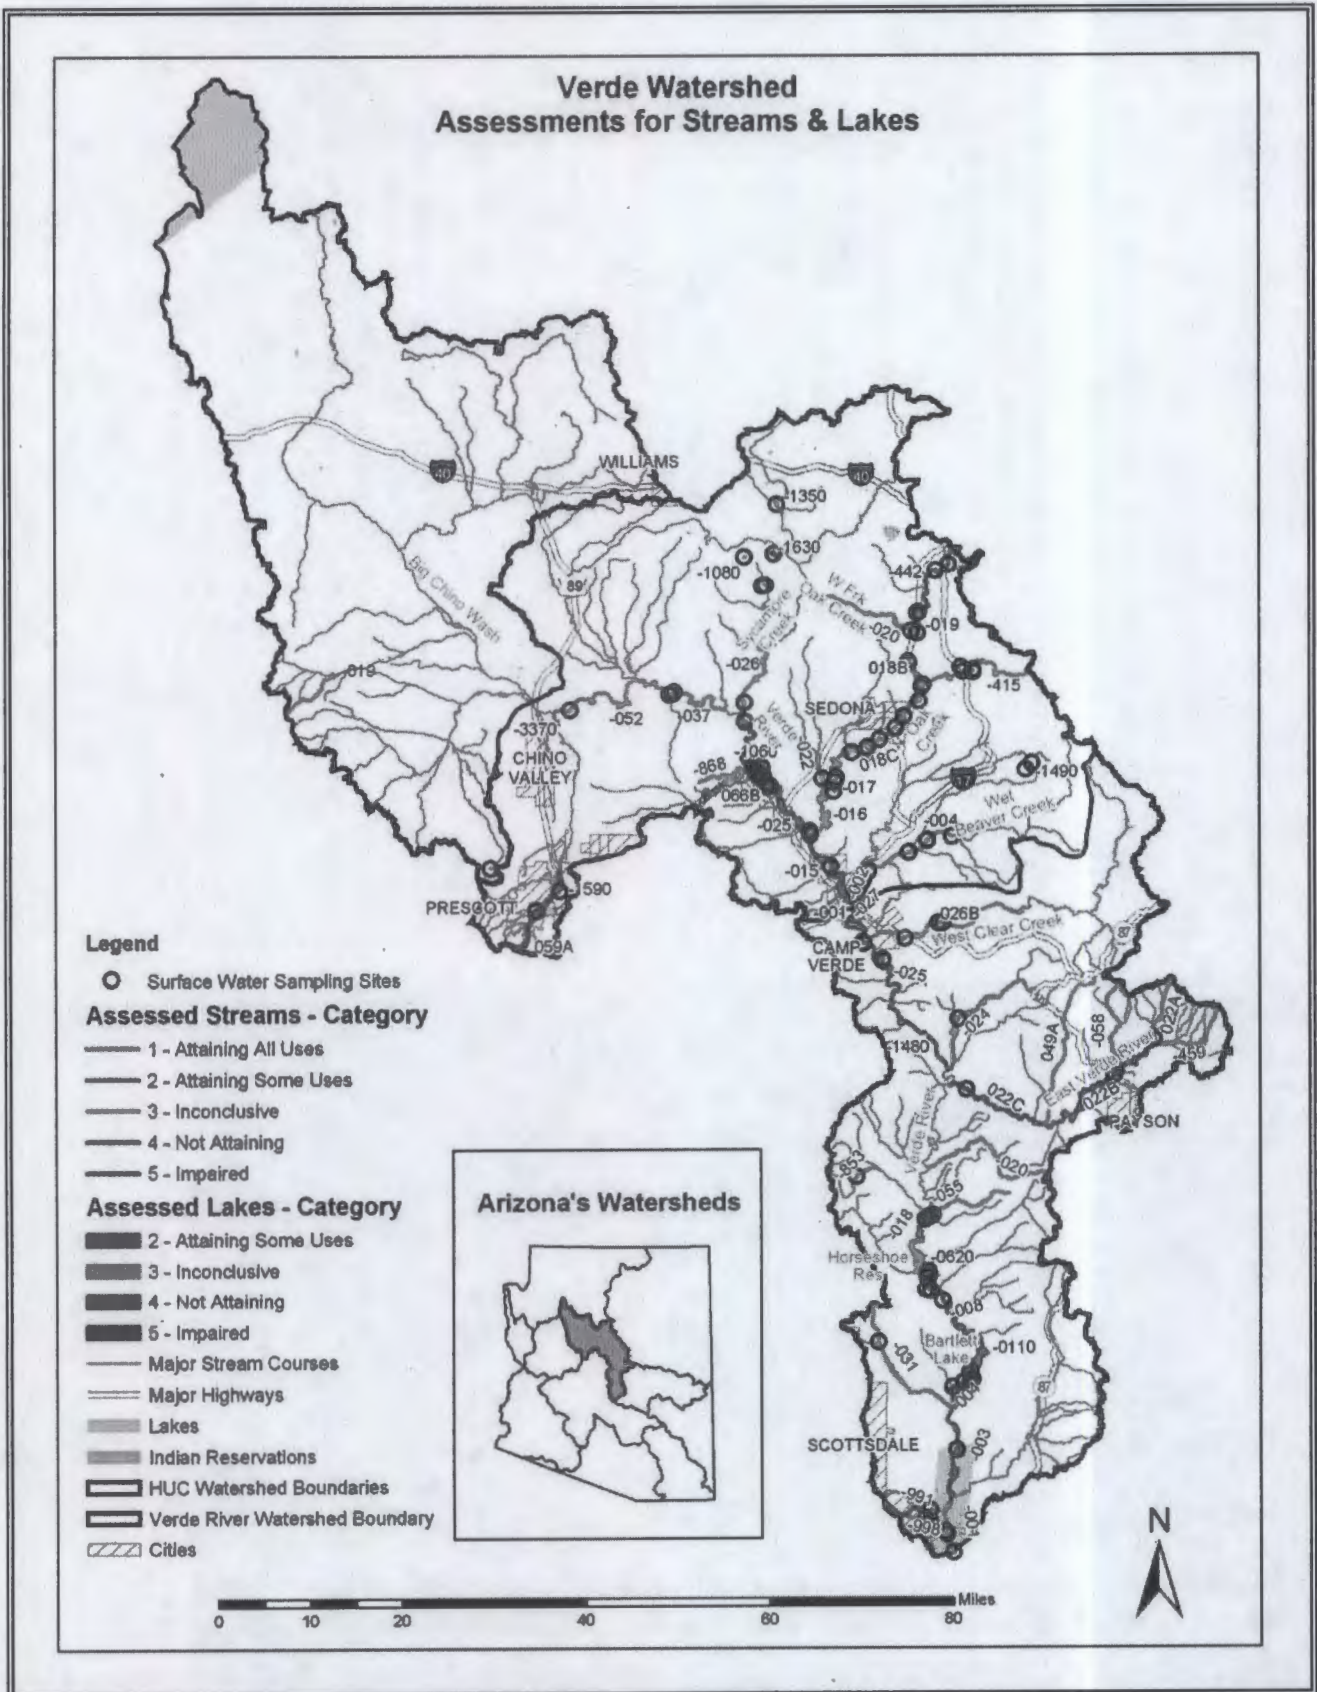 Verde Watershed
Assessments for Streams & Lakes
WILLIAMS
40
40
-1350
-1630
-1080
-442
Big Chino Wash
89
W Frk
Oak Creek
Sycamore
Creek
-020
-019
-026
018B
-415
019
SEDONA
-052
-037
-3370
Verde
River
-022
Oak
Creek
018C
CHINO
VALLEY
-1060
-868
066B
-017
-016
17
-1490
Wet
Beaver Creek
-004
-025
-015
-002
-027
-001
PRESCOTT
-1590
059A
026B
West Clear Creek
CAMP
VERDE
-025
87
-024
-1480
049A
-058
022A
-459
East Verde River
022B
022C
PAYSON
Verde River
-020
-853
-055
-018
Horseshoe
Res
-0620
-008
Bartlett
Lake
-0110
-031
004
87
003
SCOTTSDALE
-991
-998
Legend
Surface Water Sampling Sites
Assessed Streams - Category
1 - Attaining All Uses
2 - Attaining Some Uses
3 - Inconclusive
4 - Not Attaining
5 - Impaired
Assessed Lakes - Category
2 - Attaining Some Uses
3 - Inconclusive
4 - Not Attaining
5 - Impaired
Major Stream Courses
Major Highways
Lakes
Indian Reservations
HUC Watershed Boundaries
Verde River Watershed Boundary
Cities
Arizona's Watersheds
N
Miles
0 10 20 40 60 80